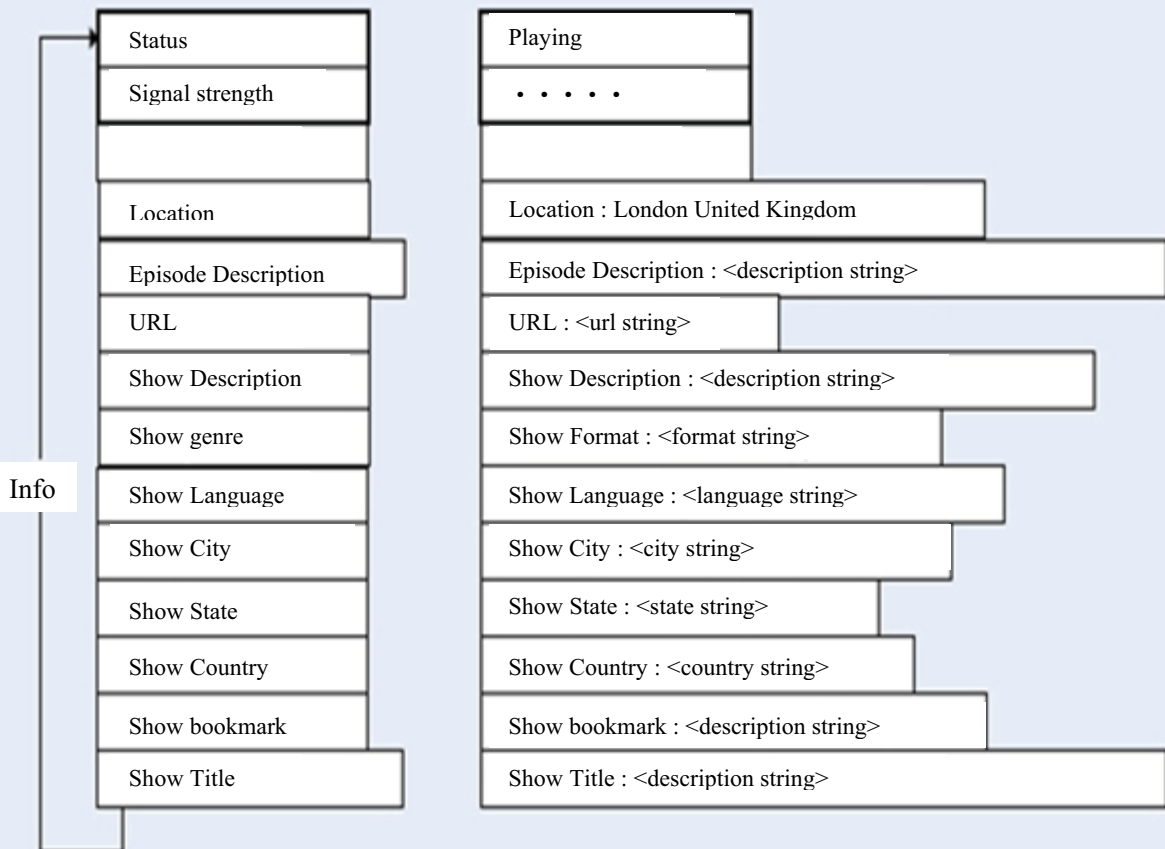 Status Playing
Signal strength • • • • •
Location Location : London United Kingdom
Episode Description Episode Description : <description string>
URL URL : <url string>
Show Description Show Description : <description string>
Show genre Show Format : <format string>
Info
Show Language Show Language : <language string>
Show City Show City : <city string>
Show State Show State : <state string>
Show Country Show Country : <country string>
Show bookmark Show bookmark : <description string>
Show Title Show Title : <description string>